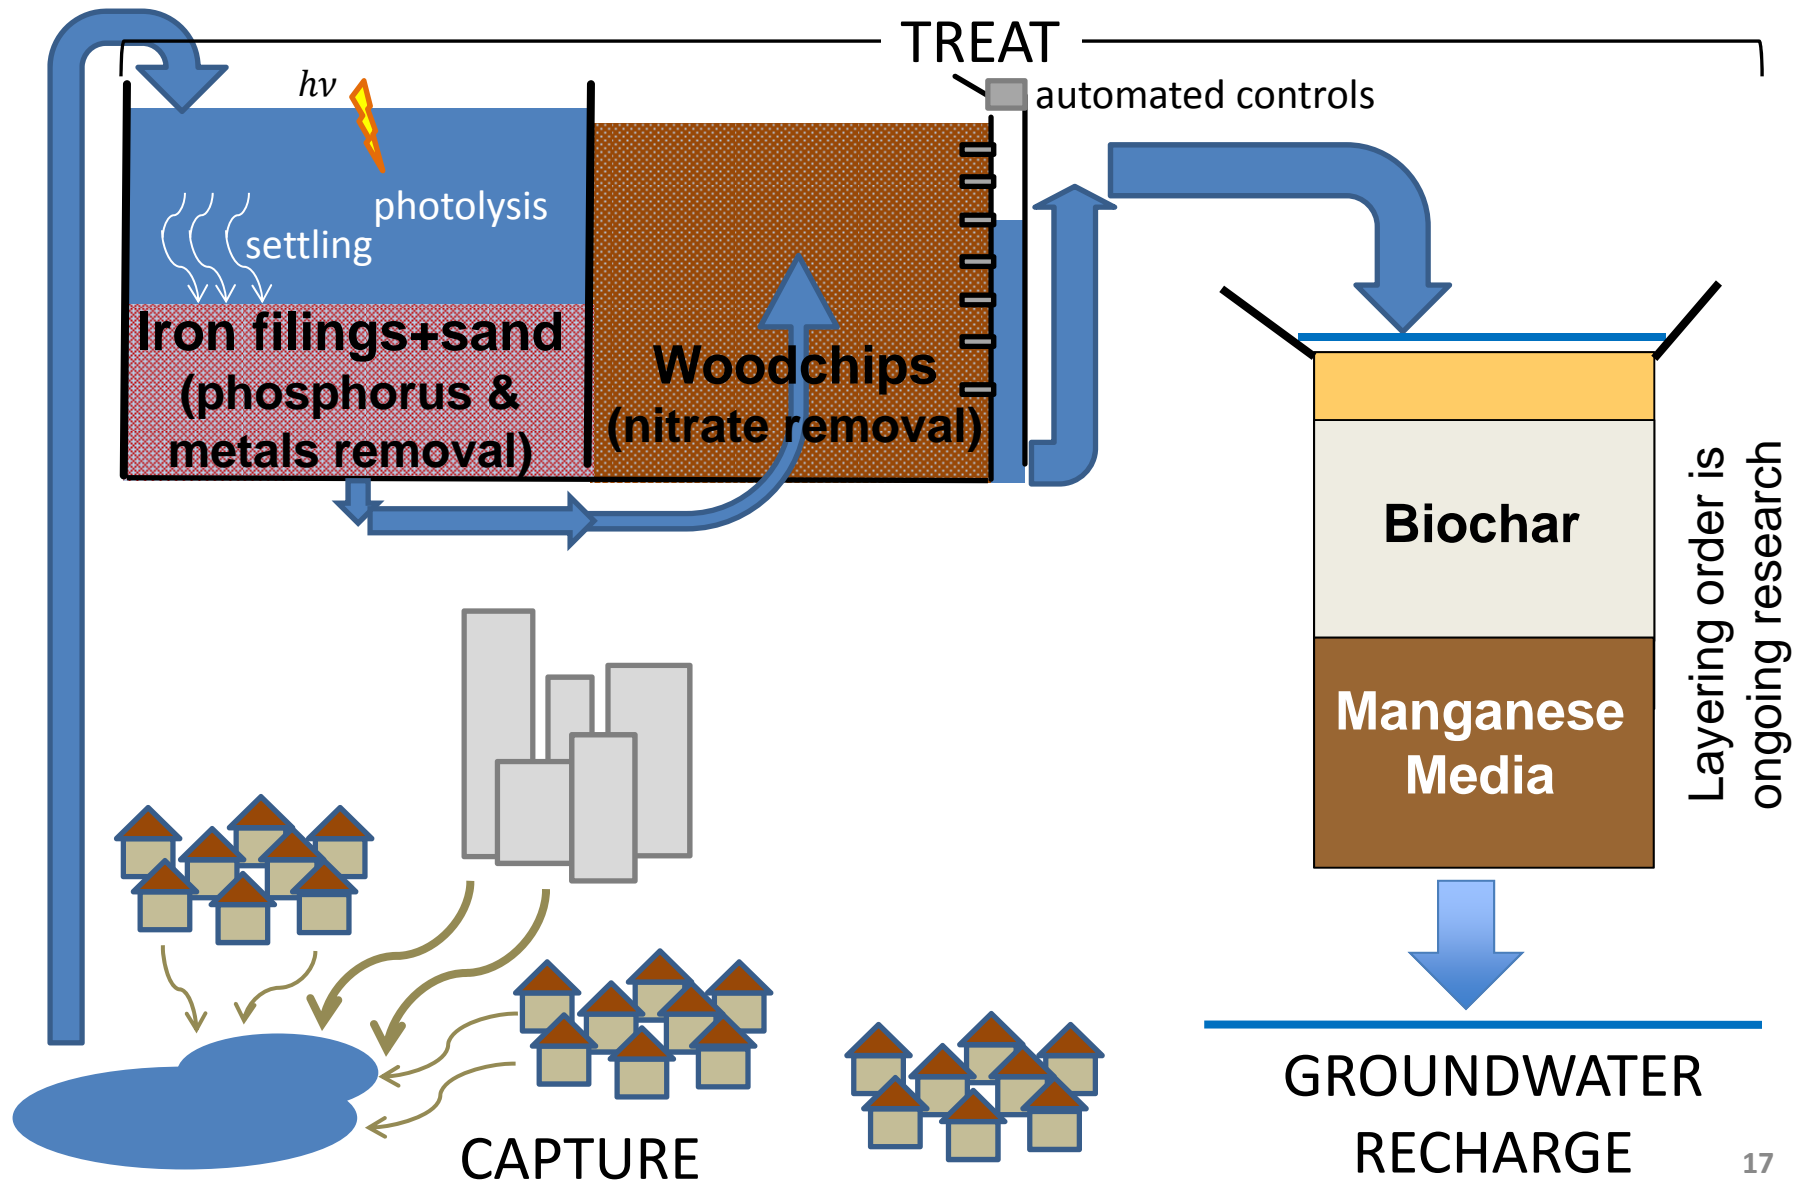 TREAT
hν
automated controls
photolysis
settling
Iron filings+sand
(phosphorus &
metals removal)
Woodchips
(nitrate removal)
Biochar
Manganese
Media
Layering order is
ongoing research
CAPTURE
GROUNDWATER
RECHARGE
17